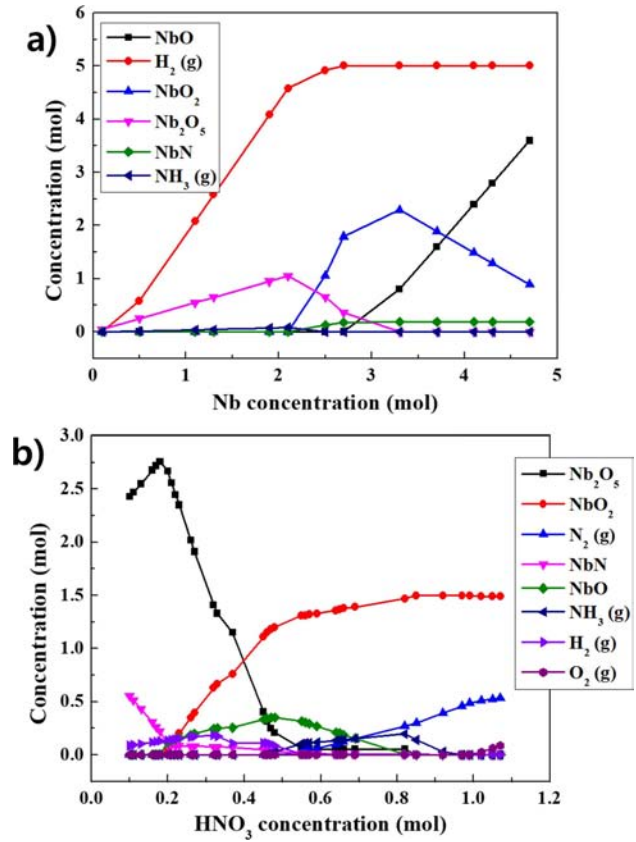 a)
NbO
H₂ (g)
NbO₂
Nb₂O₅
NbN
NH₃ (g)
Concentration (mol)
6
5
4
3
2
1
0
0 1 2 3 4 5
Nb concentration (mol)
b)
Nb₂O₅
NbO₂
N₂ (g)
NbN
NbO
NH₃ (g)
H₂ (g)
O₂ (g)
Concentration (mol)
3.0
2.5
2.0
1.5
1.0
0.5
0.0
0.0 0.2 0.4 0.6 0.8 1.0 1.2
HNO₃ concentration (mol)